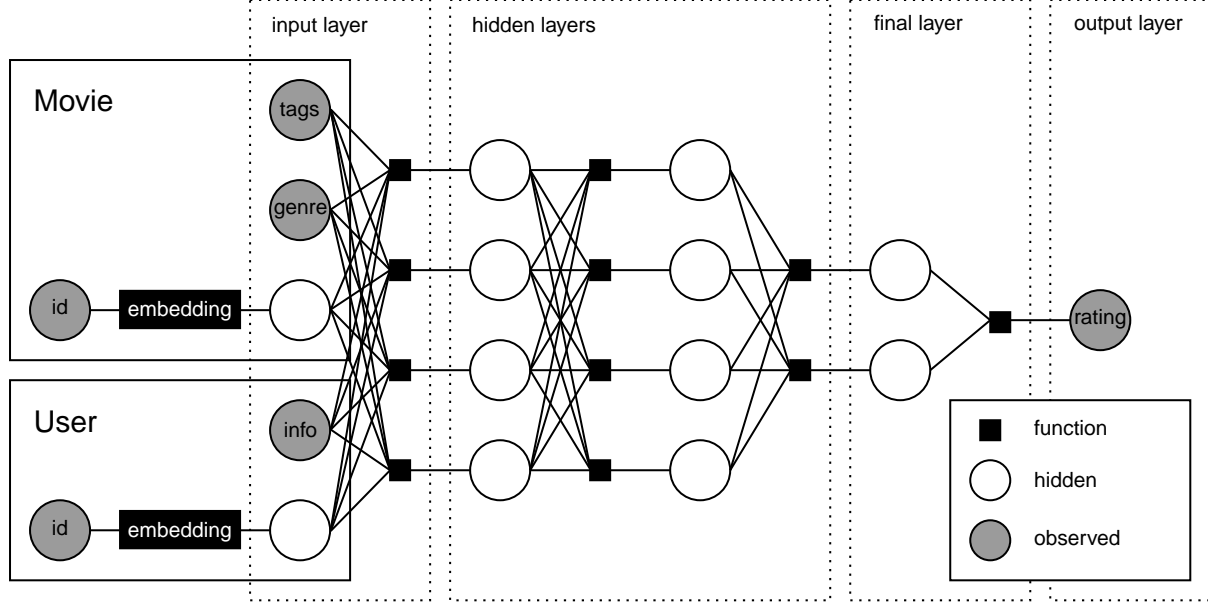 input layer
hidden layers
final layer
output layer
Movie
tags
genre
id
embedding
User
info
id
embedding
rating
function
hidden
observed